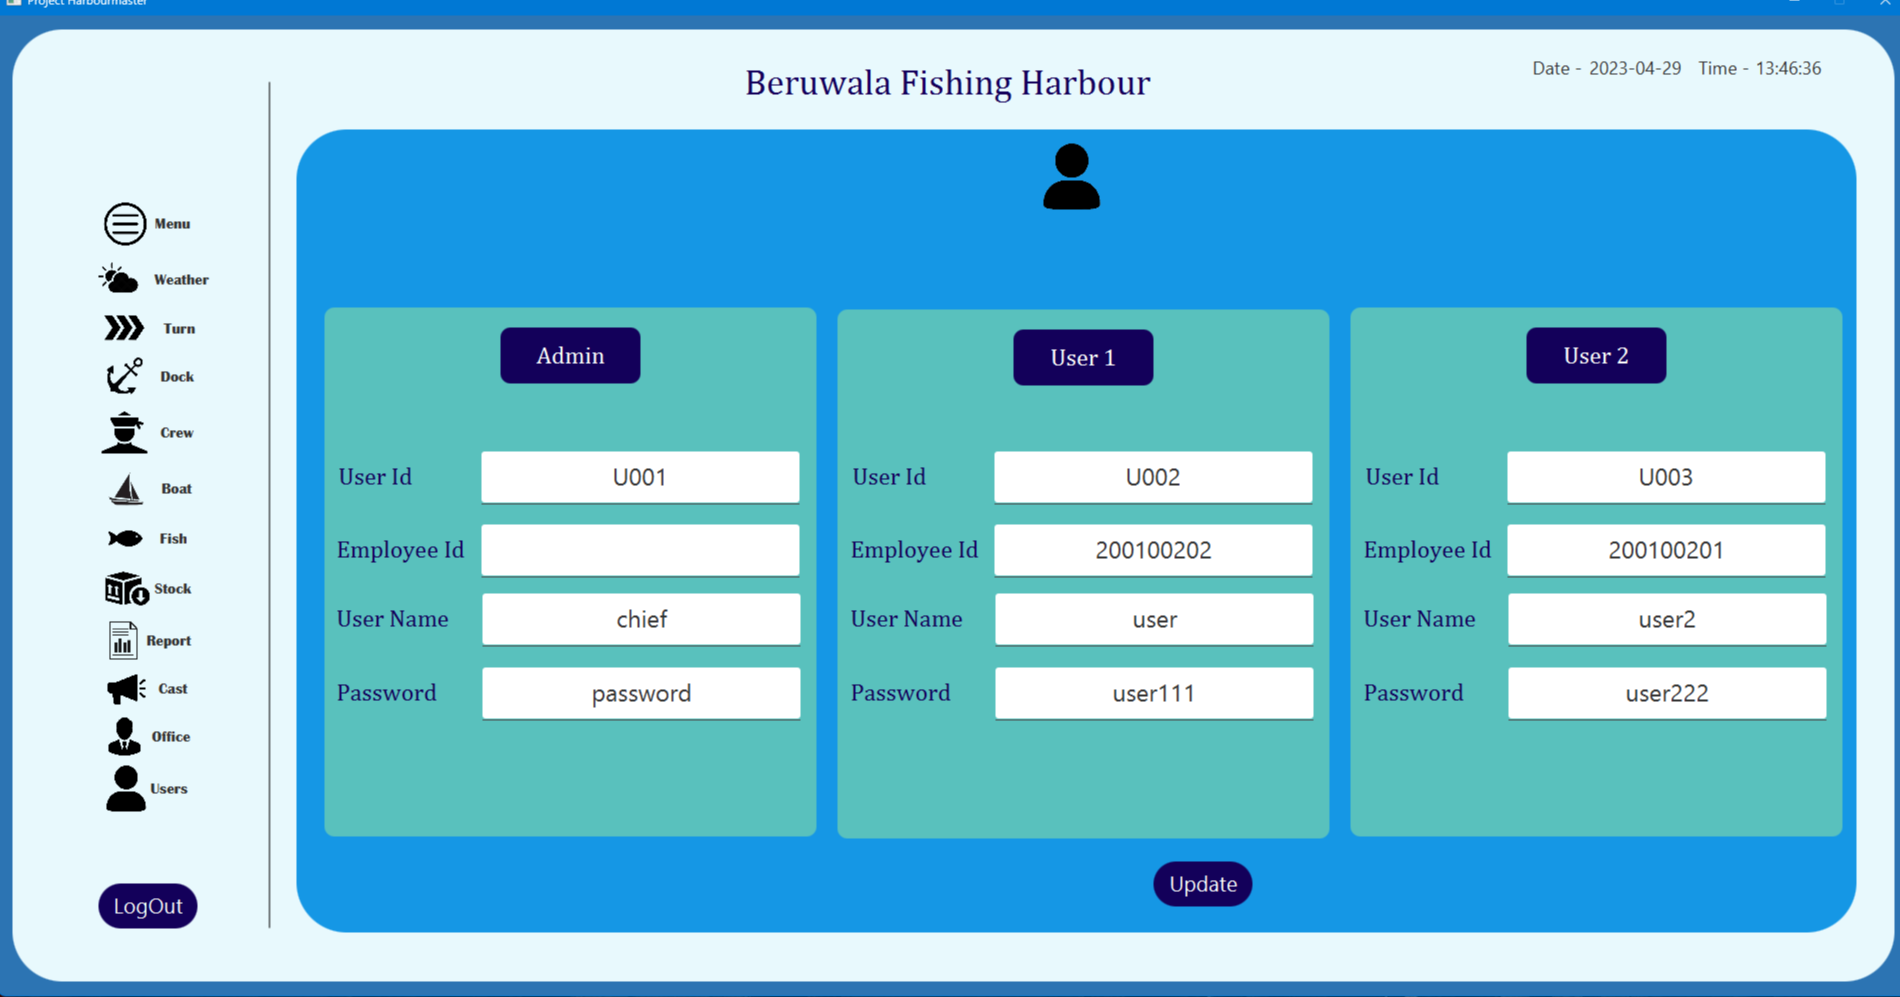 Project Harbourmaster
Beruwala Fishing Harbour
Date - 2023-04-29 Time - 13:46:36
Menu
Weather
Turn
Dock
Crew
Boat
Fish
Stock
Report
Cast
Office
Users
LogOut
Admin
User Id U001
Employee Id
User Name chief
Password password
User 1
User Id U002
Employee Id 200100202
User Name user
Password user111
User 2
User Id U003
Employee Id 200100201
User Name user2
Password user222
Update